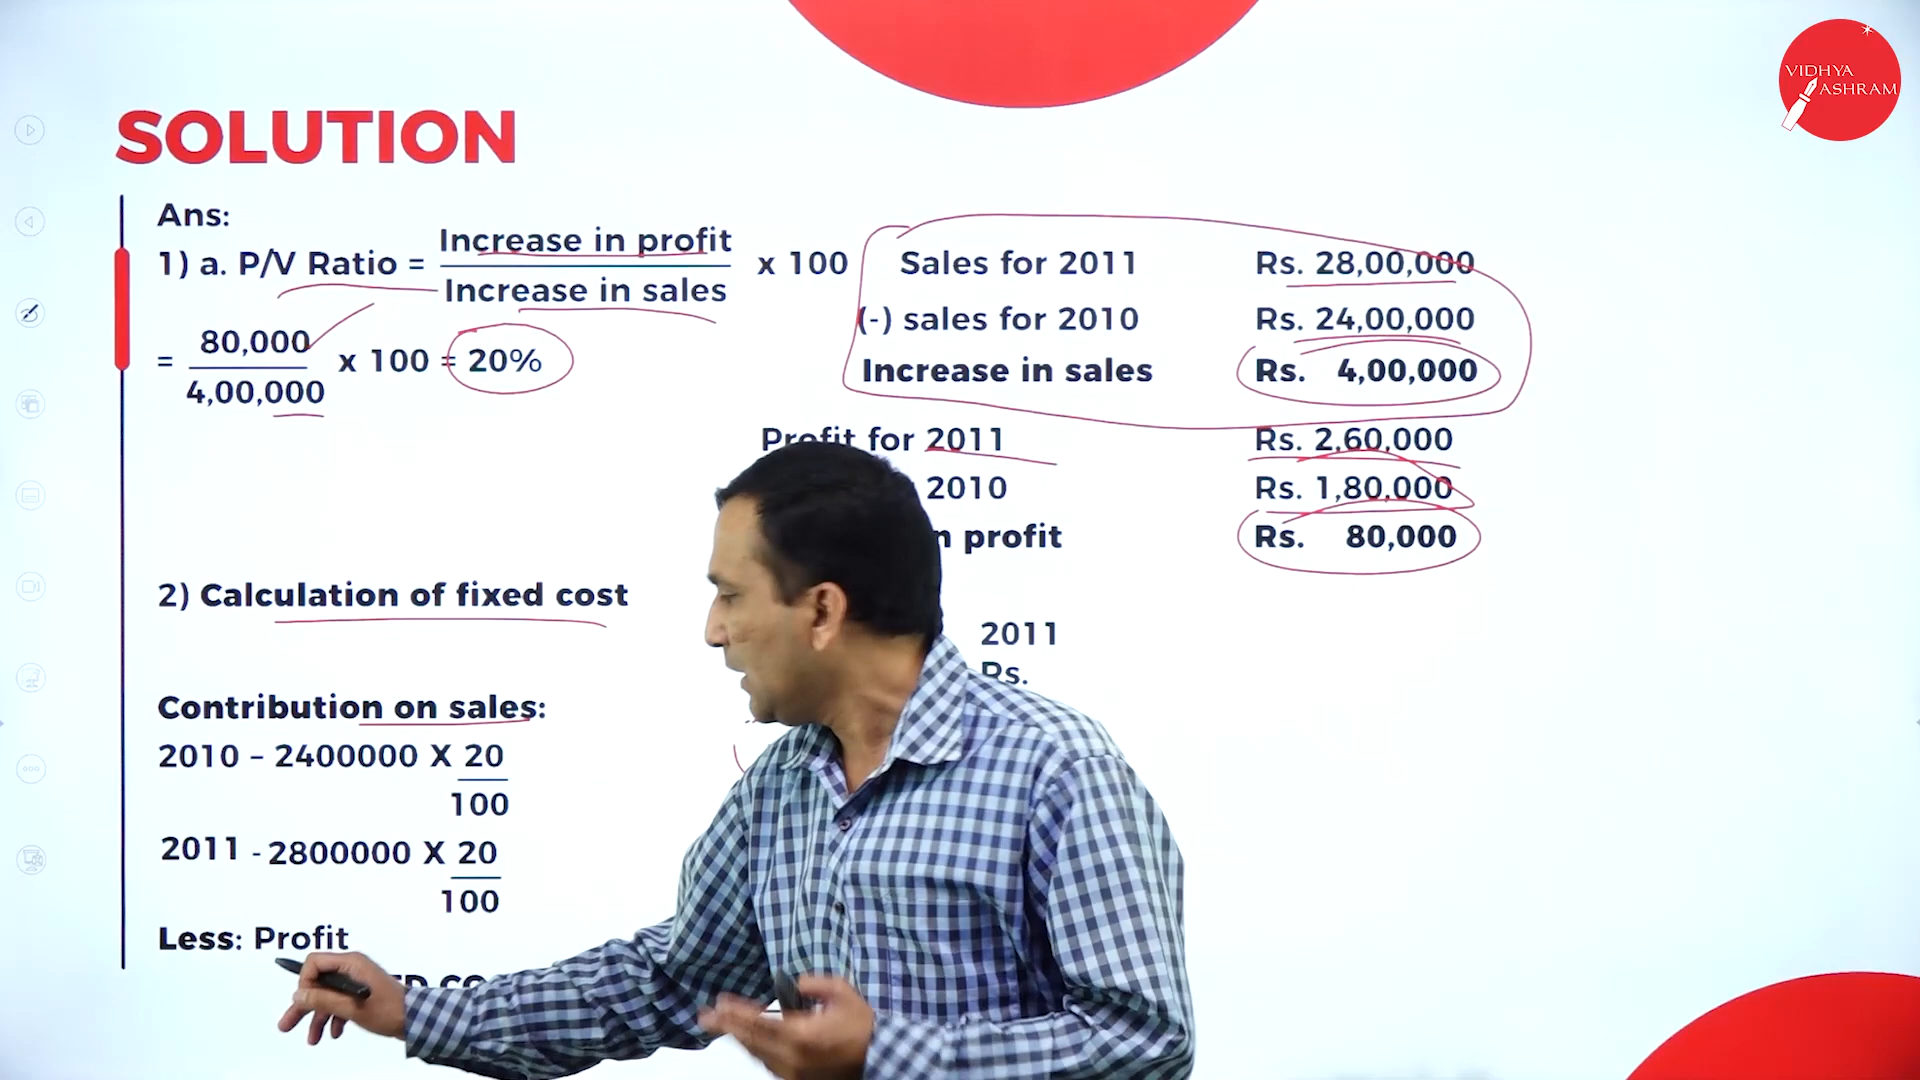 VIDHYA
ASHRAM
SOLUTION
Ans:
1) a. P/V Ratio = Increase in profit x 100
Increase in sales
= 80,000 x 100 = 20%
4,00,000
Sales for 2011 Rs. 28,00,000
(-) sales for 2010 Rs. 24,00,000
Increase in sales Rs. 4,00,000
Profit for 2011 Rs. 2,60,000
2010 Rs. 1,80,000
profit Rs. 80,000
2) Calculation of fixed cost
2011
Rs.
Contribution on sales:
2010 – 2400000 X 20
100
2011 - 2800000 X 20
100
Less: Profit